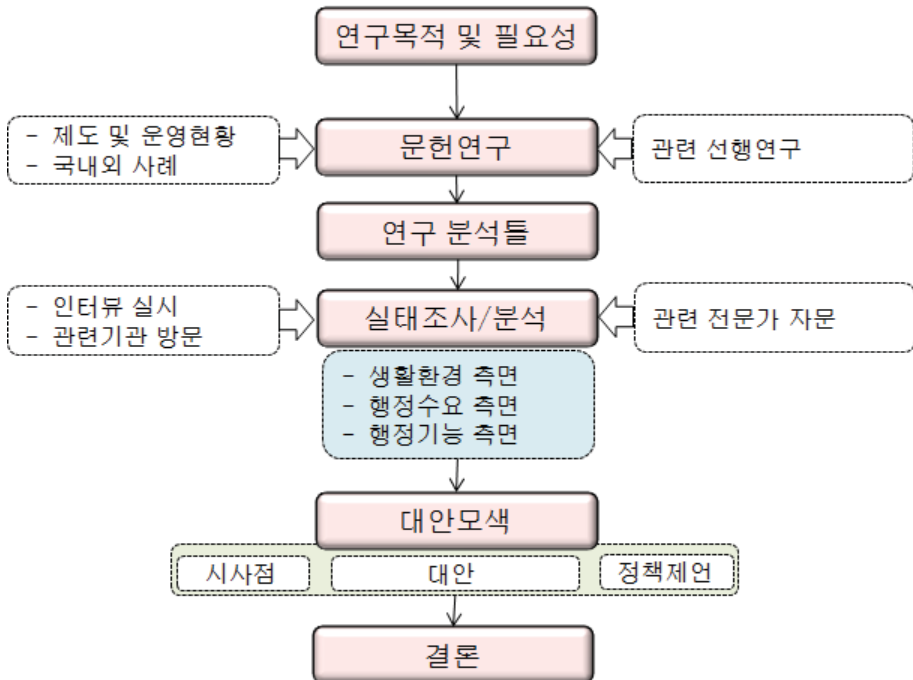 연구목적 및 필요성
- 제도 및 운영현황
- 국내외 사례
문헌연구
관련 선행연구
연구 분석틀
- 인터뷰 실시
- 관련기관 방문
실태조사/분석
관련 전문가 자문
- 생활환경 측면
- 행정수요 측면
- 행정기능 측면
대안모색
시사점
대안
정책제언
결론